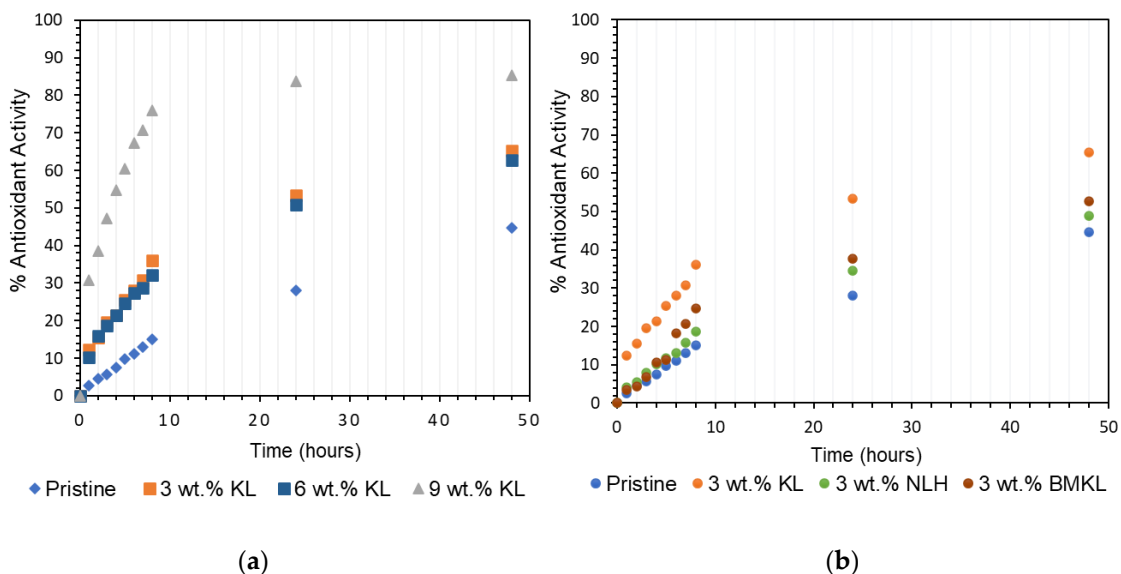 100
90
80
70
60
50
40
30
20
10
0
% Antioxidant Activity
0 10 20 30 40 50
Time (hours)
Pristine 3 wt.% KL 6 wt.% KL 9 wt.% KL
(a)
100
90
80
70
60
50
40
30
20
10
0
% Antioxidant Activity
0 10 20 30 40 50
Time (hours)
Pristine 3 wt.% KL 3 wt.% NLH 3 wt.% BMKL
(b)